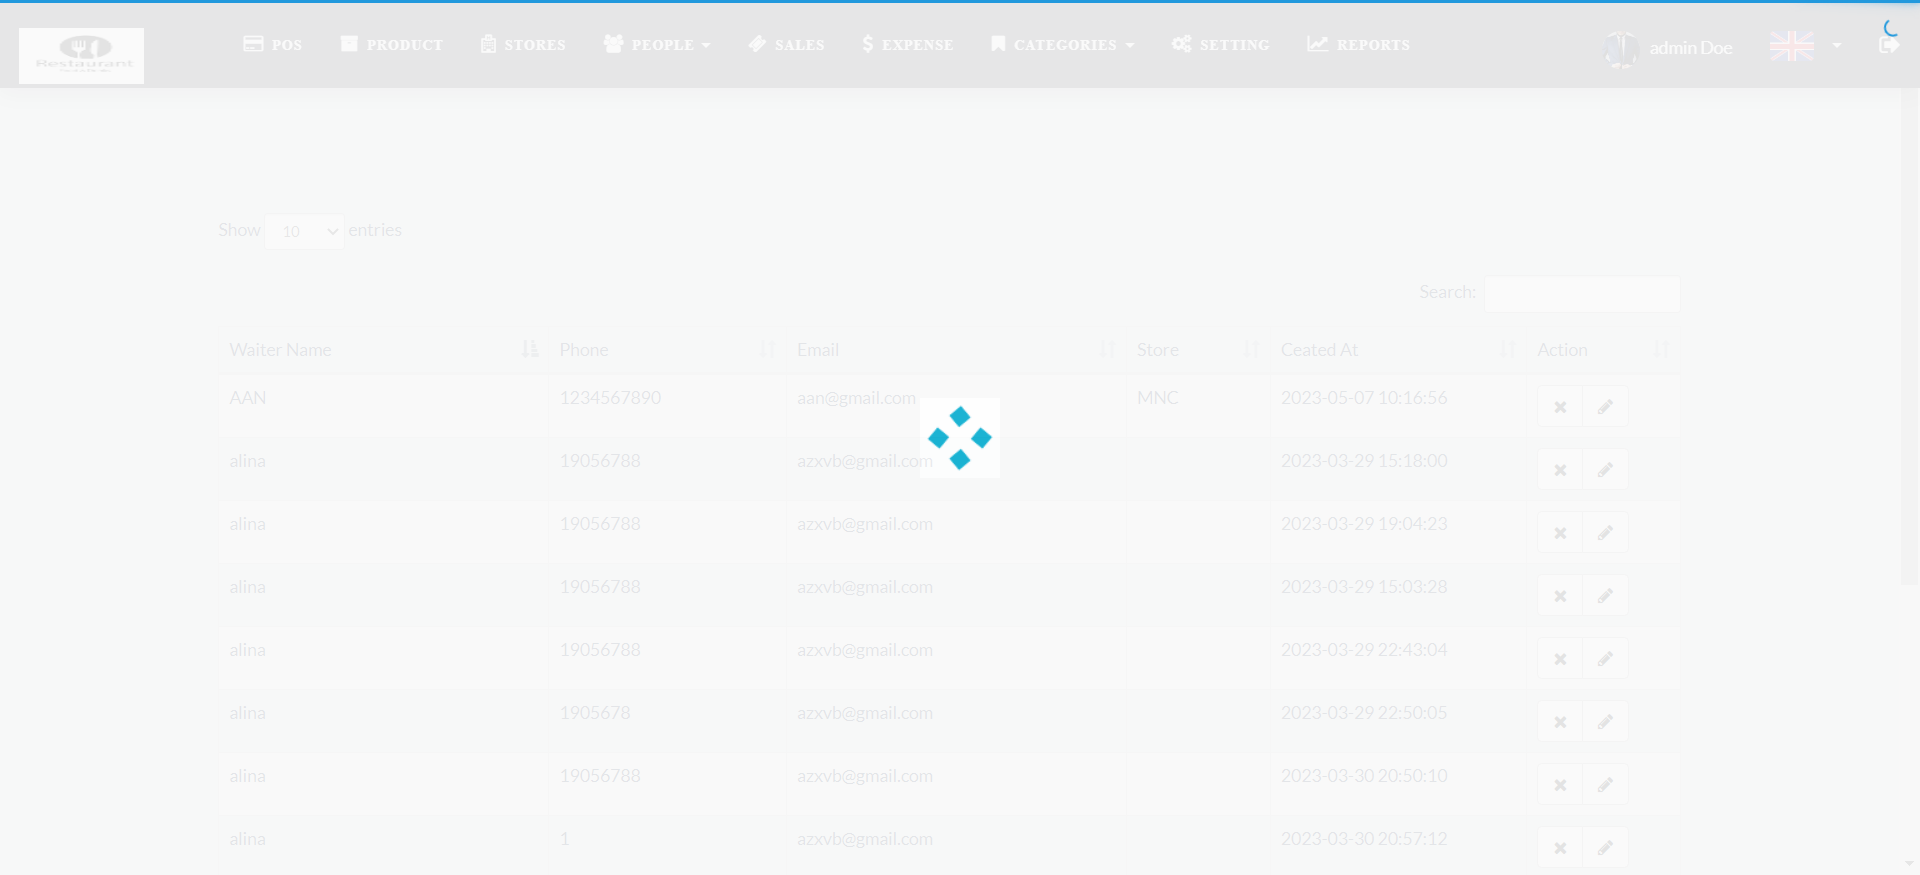 Restaurant
POS PRODUCT STORES PEOPLE SALES EXPENSE CATEGORIES SETTING REPORTS admin Doe
Show 10 entries
Search:
Waiter Name Phone Email Store Ceated At Action
AAN 1234567890 aan@gmail.com MNC 2023-05-07 10:16:56
alina 19056788 azxvb@gmail.com 2023-03-29 15:18:00
alina 19056788 azxvb@gmail.com 2023-03-29 19:04:23
alina 19056788 azxvb@gmail.com 2023-03-29 15:03:28
alina 19056788 azxvb@gmail.com 2023-03-29 22:43:04
alina 1905678 azxvb@gmail.com 2023-03-29 22:50:05
alina 19056788 azxvb@gmail.com 2023-03-30 20:50:10
alina 1 azxvb@gmail.com 2023-03-30 20:57:12